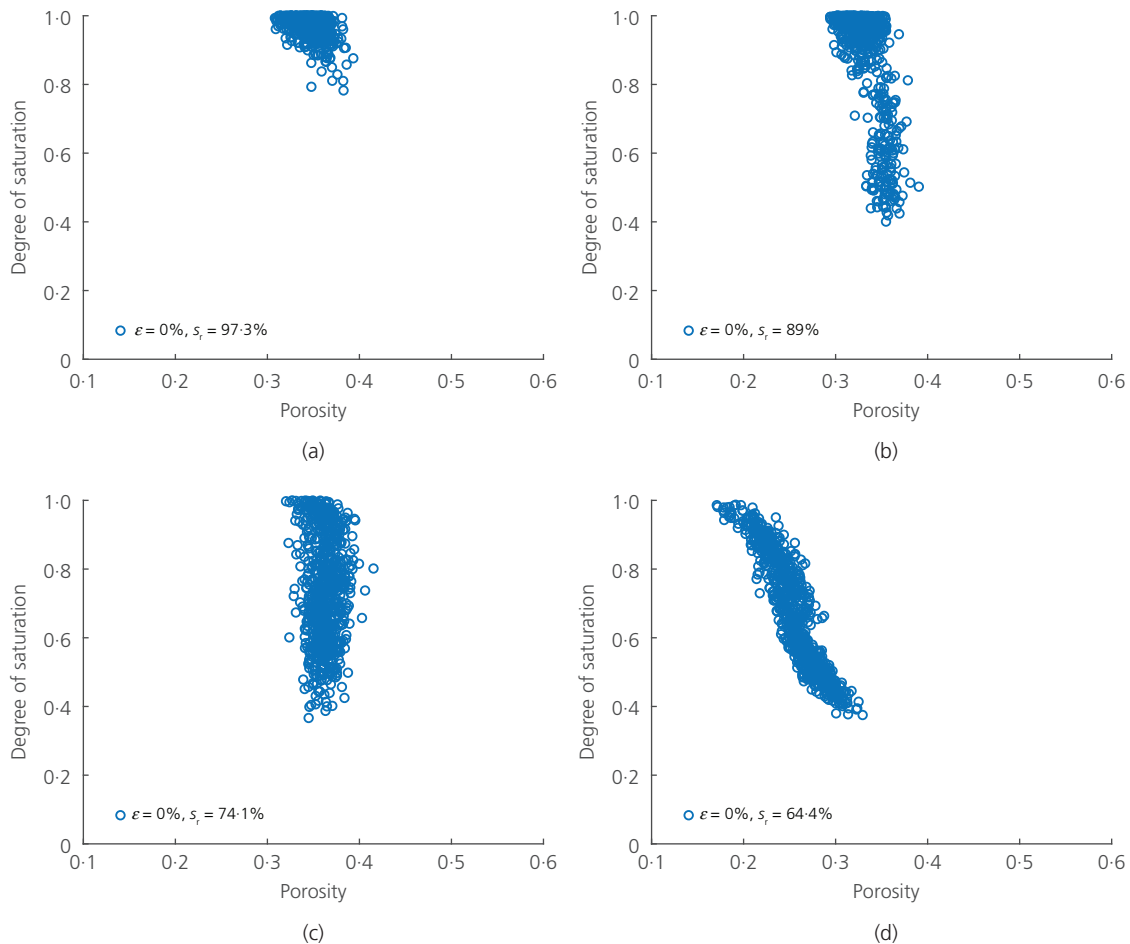 1·0
0·8
0·6
0·4
0·2
0
Degree of saturation
ε = 0%, sr = 97·3%
0·1 0·2 0·3 0·4 0·5 0·6
Porosity
(a)
1·0
0·8
0·6
0·4
0·2
0
Degree of saturation
ε = 0%, sr = 89%
0·1 0·2 0·3 0·4 0·5 0·6
Porosity
(b)
1·0
0·8
0·6
0·4
0·2
0
Degree of saturation
ε = 0%, sr = 74·1%
0·1 0·2 0·3 0·4 0·5 0·6
Porosity
(c)
1·0
0·8
0·6
0·4
0·2
0
Degree of saturation
ε = 0%, sr = 64·4%
0·1 0·2 0·3 0·4 0·5 0·6
Porosity
(d)